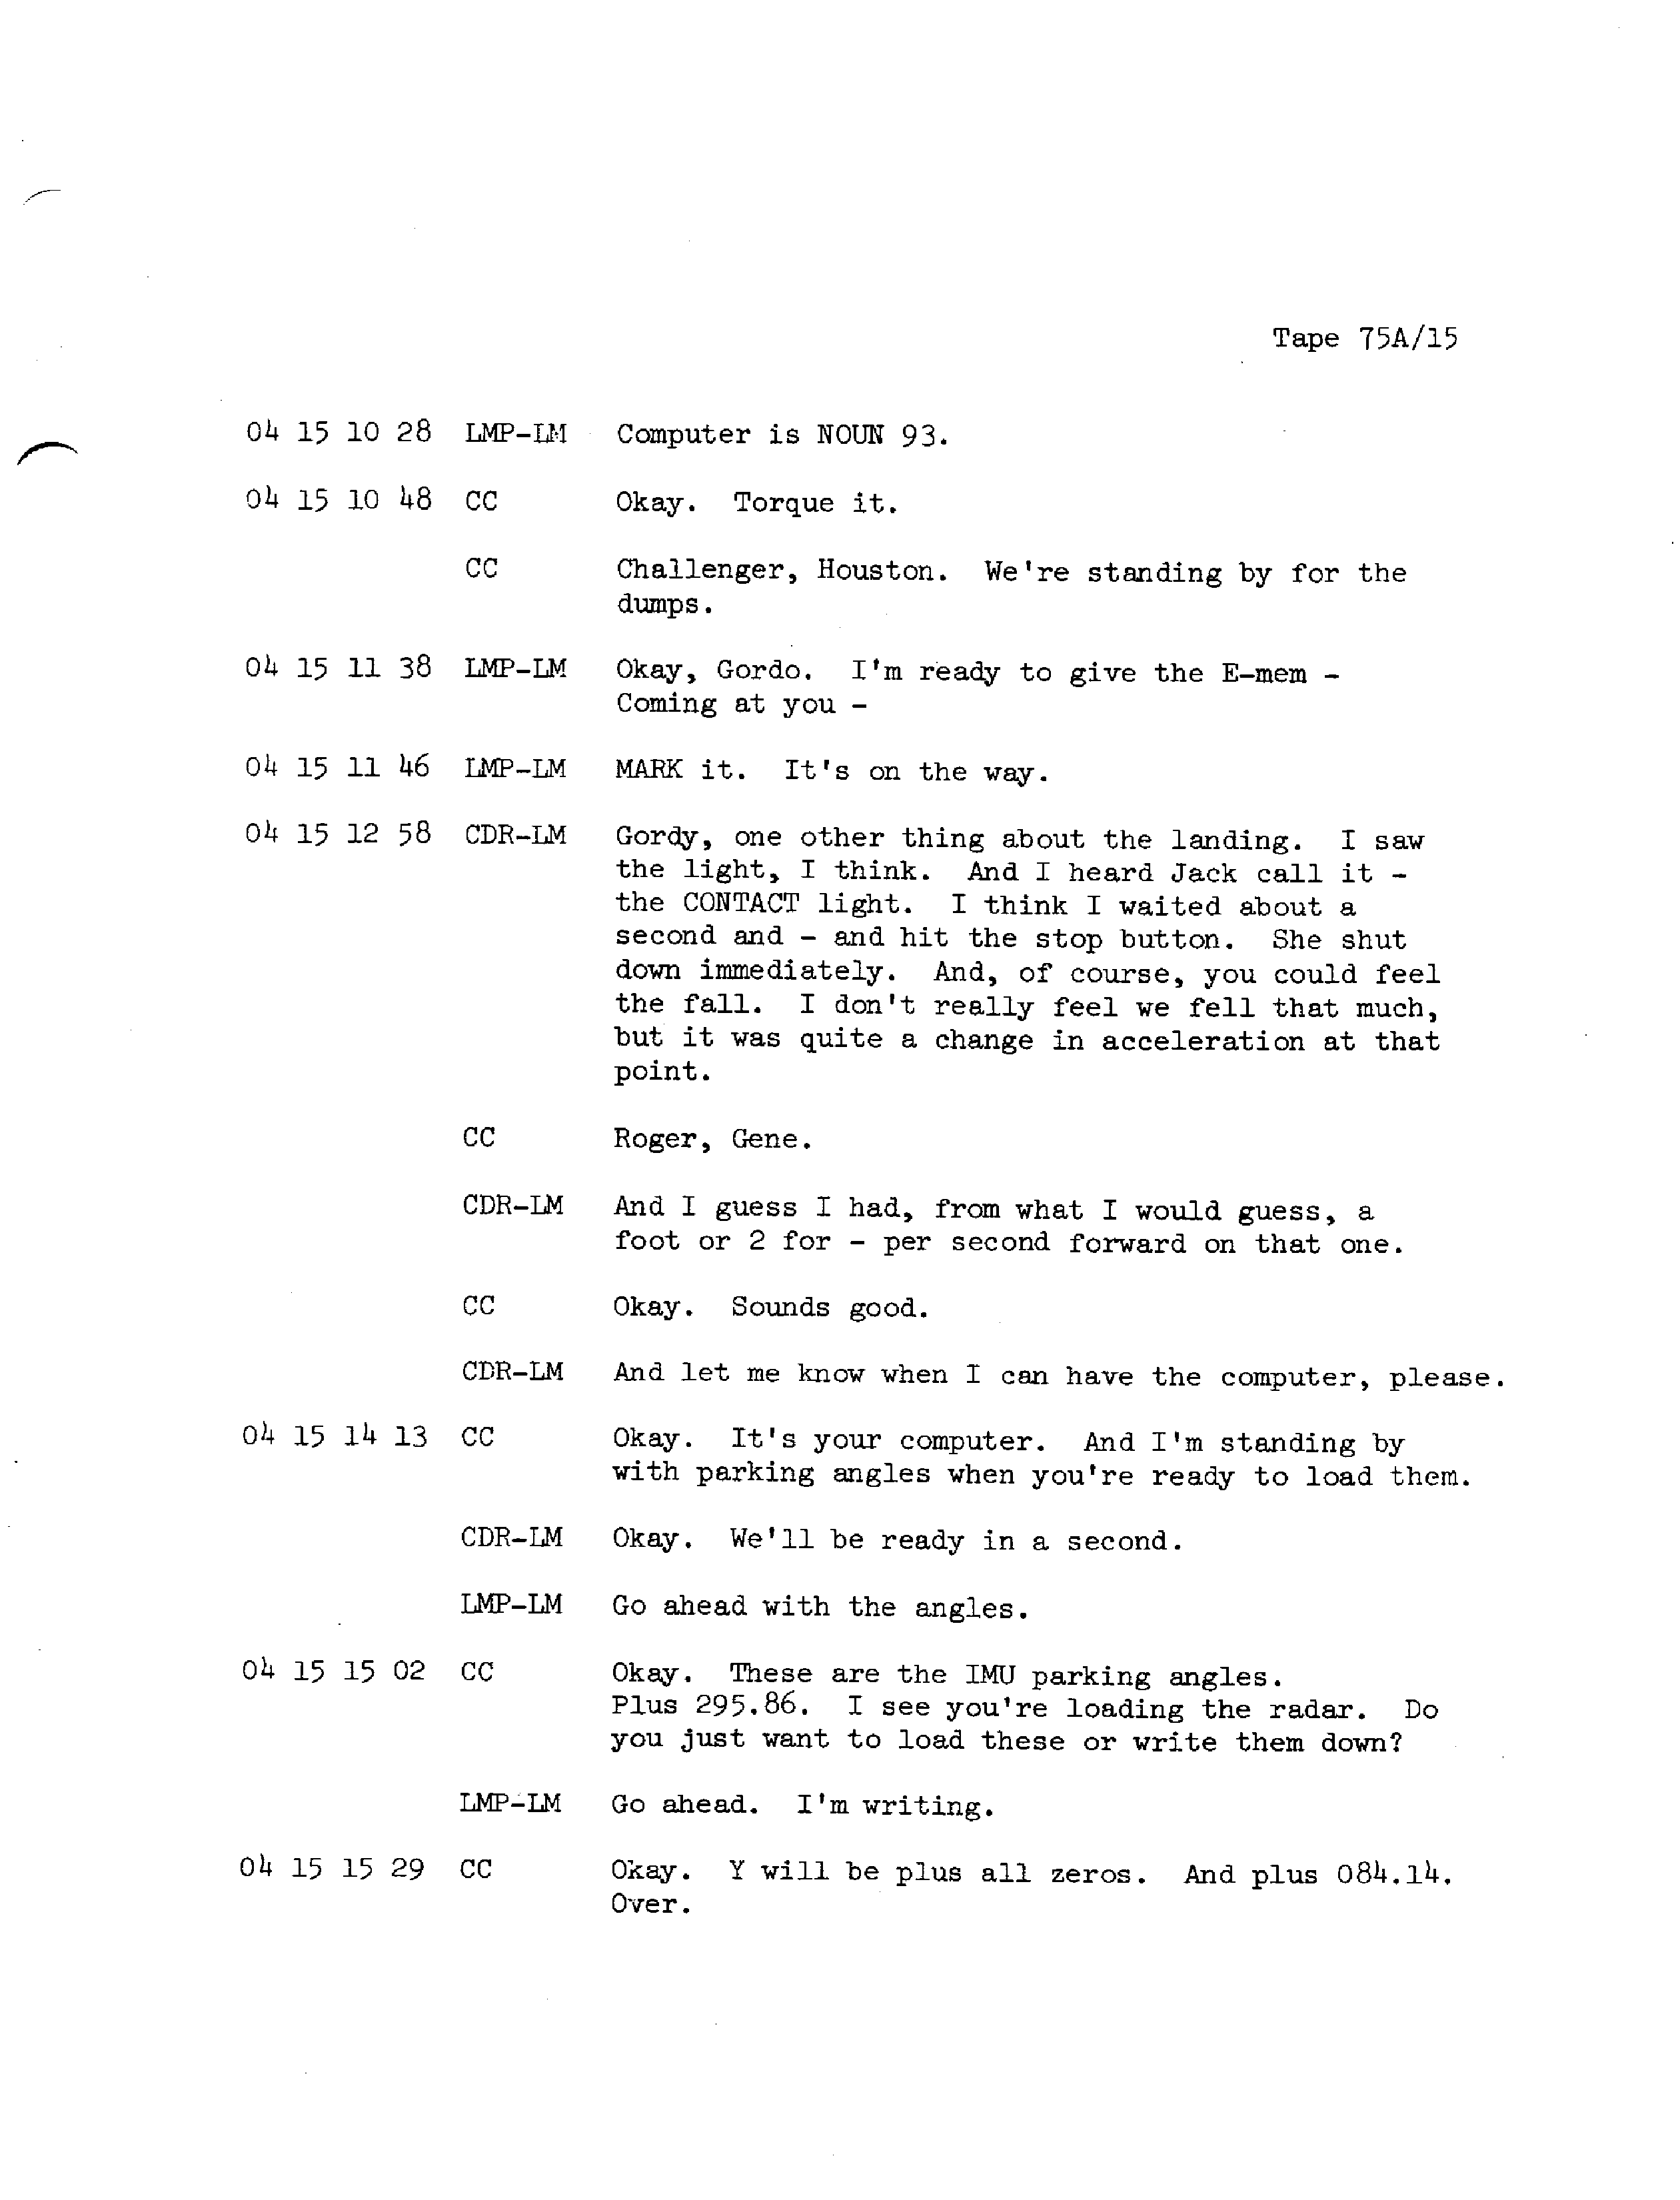 Tape 75A/15
04 15 10 28 LMP-LM Computer is NOUN 93.
04 15 10 48 CC Okay. Torque it.
CC Challenger, Houston. We're standing by for the
dumps.
04 15 11 38 LMP-LM Okay, Gordo. I'm ready to give the E-mem -
Coming at you -
04 15 11 46 LMP-LM MARK it. It's on the way.
04 15 12 58 CDR-LM Gordy, one other thing about the landing. I saw
the light, I think. And I heard Jack call it -
the CONTACT light. I think I waited about a
second and - and hit the stop button. She shut
down immediately. And, of course, you could feel
the fall. I don't really feel we fell that much,
but it was quite a change in acceleration at that
point.
CC Roger, Gene.
CDR-LM And I guess I had, from what I would guess, a
foot or 2 for - per second forward on that one.
CC Okay. Sounds good.
CDR-LM And let me know when I can have the computer, please.
04 15 14 13 CC Okay. It's your computer. And I'm standing by
with parking angles when you're ready to load them.
CDR-LM Okay. We'll be ready in a second.
LMP-LM Go ahead with the angles.
04 15 15 02 CC Okay. These are the IMU parking angles.
Plus 295.86. I see you're loading the radar. Do
you just want to load these or write them down?
LMP-LM Go ahead. I'm writing.
04 15 15 29 CC Okay. Y will be plus all zeros. And plus 084.14.
Over.